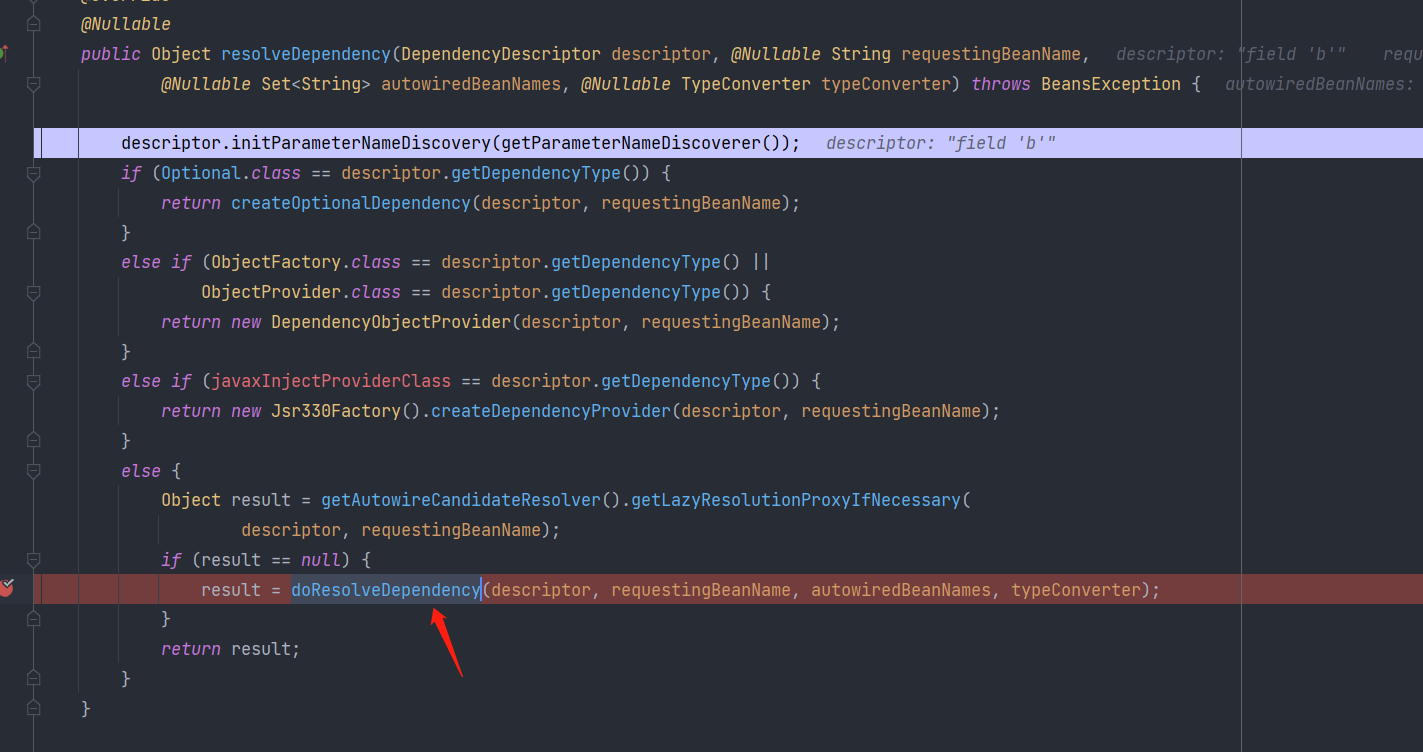 @Nullable
public Object resolveDependency(DependencyDescriptor descriptor, @Nullable String requestingBeanName,   descriptor: "field 'b'"
        @Nullable Set<String> autowiredBeanNames, @Nullable TypeConverter typeConverter) throws BeansException {   autowiredBeanNames:
    descriptor.initParameterNameDiscovery(getParameterNameDiscoverer());   descriptor: "field 'b'"
    if (Optional.class == descriptor.getDependencyType()) {
        return createOptionalDependency(descriptor, requestingBeanName);
    }
    else if (ObjectFactory.class == descriptor.getDependencyType() ||
            ObjectProvider.class == descriptor.getDependencyType()) {
        return new DependencyObjectProvider(descriptor, requestingBeanName);
    }
    else if (javaxInjectProviderClass == descriptor.getDependencyType()) {
        return new Jsr330Factory().createDependencyProvider(descriptor, requestingBeanName);
    }
    else {
        Object result = getAutowireCandidateResolver().getLazyResolutionProxyIfNecessary(
                descriptor, requestingBeanName);
        if (result == null) {
            result = doResolveDependency(descriptor, requestingBeanName, autowiredBeanNames, typeConverter);
        }
        return result;
    }
}